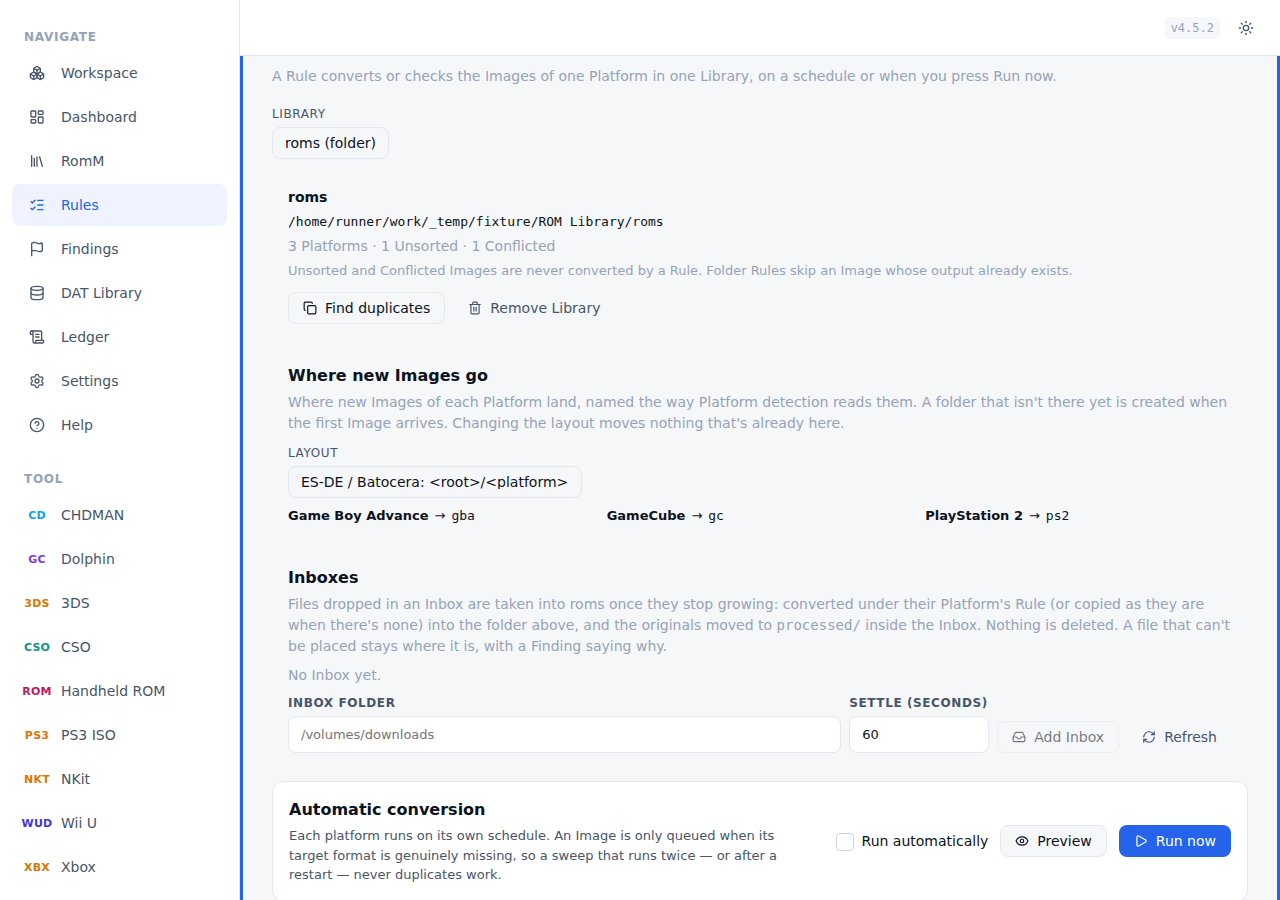 NAVIGATE
Workspace
Dashboard
RomM
Rules
Findings
DAT Library
Ledger
Settings
Help
TOOL
CD CHDMAN
GC Dolphin
3DS 3DS
CSO CSO
ROM Handheld ROM
PS3 PS3 ISO
NKT NKit
WUD Wii U
XBX Xbox
v4.5.2
A Rule converts or checks the Images of one Platform in one Library, on a schedule or when you press Run now.
LIBRARY
roms (folder)
roms
/home/runner/work/_temp/fixture/ROM Library/roms
3 Platforms · 1 Unsorted · 1 Conflicted
Unsorted and Conflicted Images are never converted by a Rule. Folder Rules skip an Image whose output already exists.
Find duplicates Remove Library
Where new Images go
Where new Images of each Platform land, named the way Platform detection reads them. A folder that isn't there yet is created when
the first Image arrives. Changing the layout moves nothing that's already here.
LAYOUT
ES-DE / Batocera: <root>/<platform>
Game Boy Advance → gba GameCube → gc PlayStation 2 → ps2
Inboxes
Files dropped in an Inbox are taken into roms once they stop growing: converted under their Platform's Rule (or copied as they are
when there's none) into the folder above, and the originals moved to processed/ inside the Inbox. Nothing is deleted. A file that can't
be placed stays where it is, with a Finding saying why.
No Inbox yet.
INBOX FOLDER SETTLE (SECONDS)
/volumes/downloads 60 Add Inbox Refresh
Automatic conversion
Each platform runs on its own schedule. An Image is only queued when its
target format is genuinely missing, so a sweep that runs twice — or after a
restart — never duplicates work.
Run automatically Preview Run now